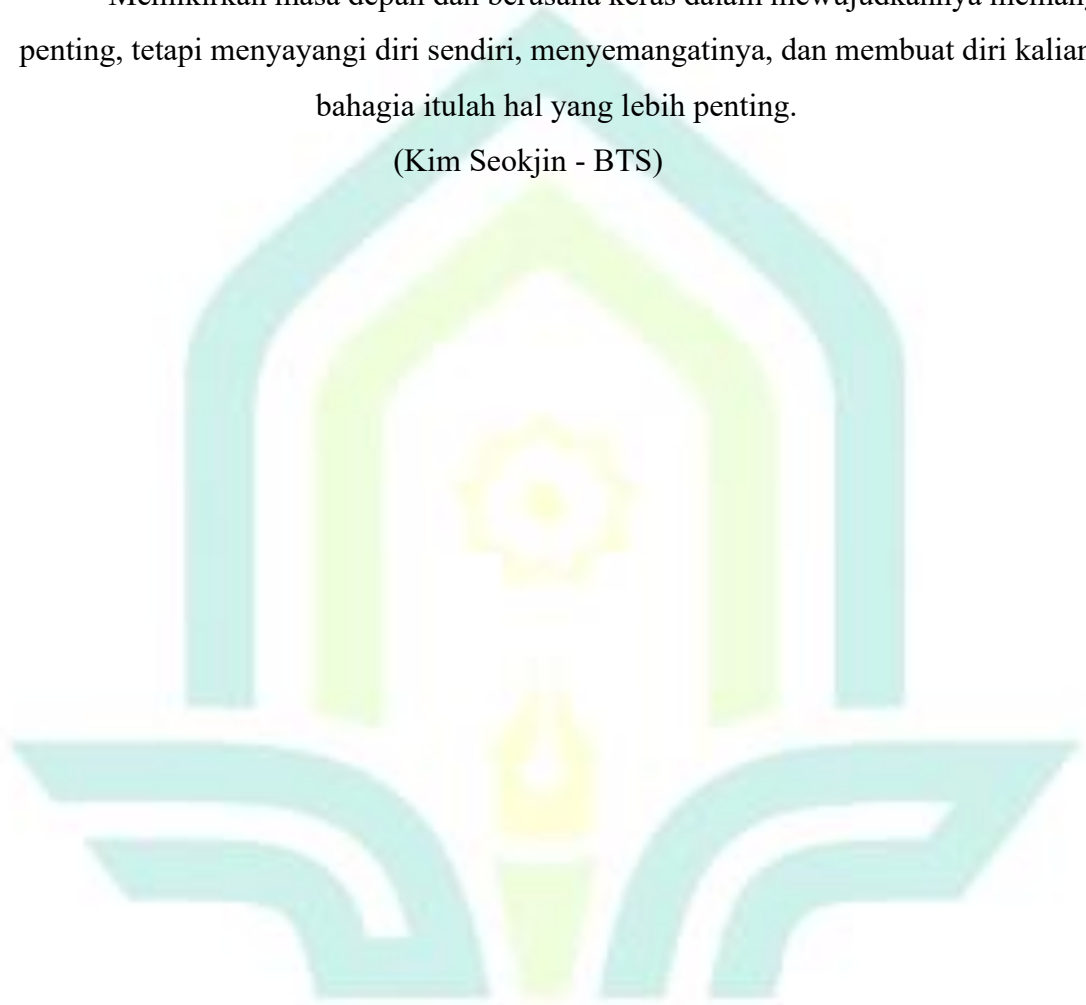 Memikirkan masa depan dan berusaha keras dalam mewujudkannya memang
penting, tetapi menyayangi diri sendiri, menyemangatinya, dan membuat diri kalian
bahagia itulah hal yang lebih penting.
(Kim Seokjin - BTS)